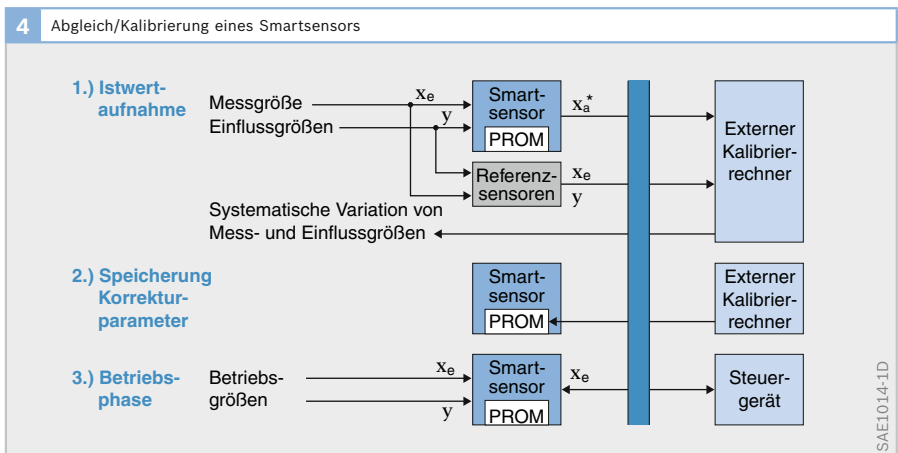 4 Abgleich/Kalibrierung eines Smartsensors
1.) Istwert-
aufnahme
Messgröße
Einflussgrößen
xe
y
Smart-
sensor
PROM
xa*
Referenz-
sensoren
xe
y
Externer
Kalibrier-
rechner
Systematische Variation von
Mess- und Einflussgrößen
2.) Speicherung
Korrektur-
parameter
Smart-
sensor
PROM
Externer
Kalibrier-
rechner
3.) Betriebs-
phase
Betriebs-
größen
xe
y
Smart-
sensor
PROM
xe
Steuer-
gerät
SAE1014-1D